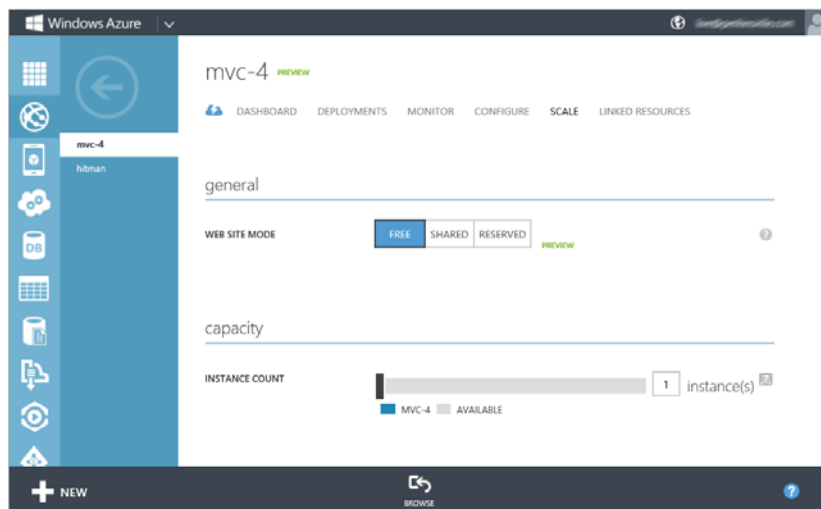 Windows Azure
mvc-4 PREVIEW
DASHBOARD DEPLOYMENTS MONITOR CONFIGURE SCALE LINKED RESOURCES
mvc-4
hitman
general
WEB SITE MODE FREE SHARED RESERVED PREVIEW ?
DB
capacity
INSTANCE COUNT 1 instance(s) ?
MVC-4 AVAILABLE
NEW BROWSE ?